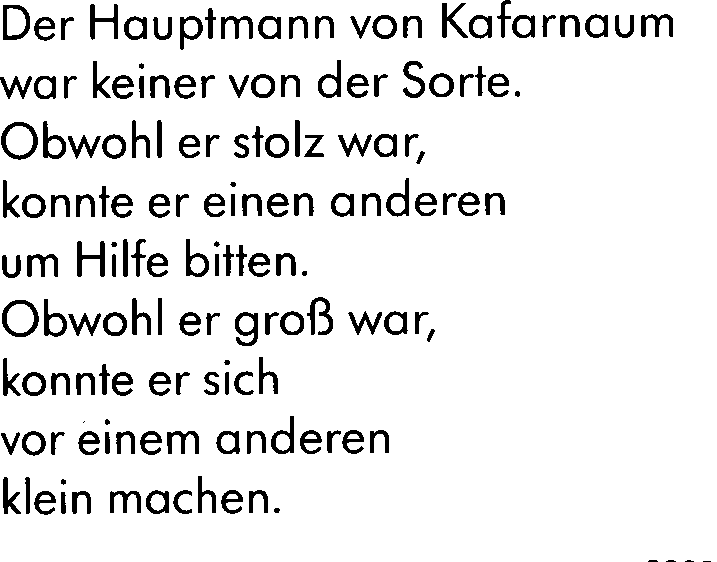 Der Hauptmann von Kafarnaum
war keiner von der Sorte.
Obwohl er stolz war,
konnte er einen anderen
um Hilfe bitten.
Obwohl er groß war,
konnte er sich
vor einem anderen
klein machen.